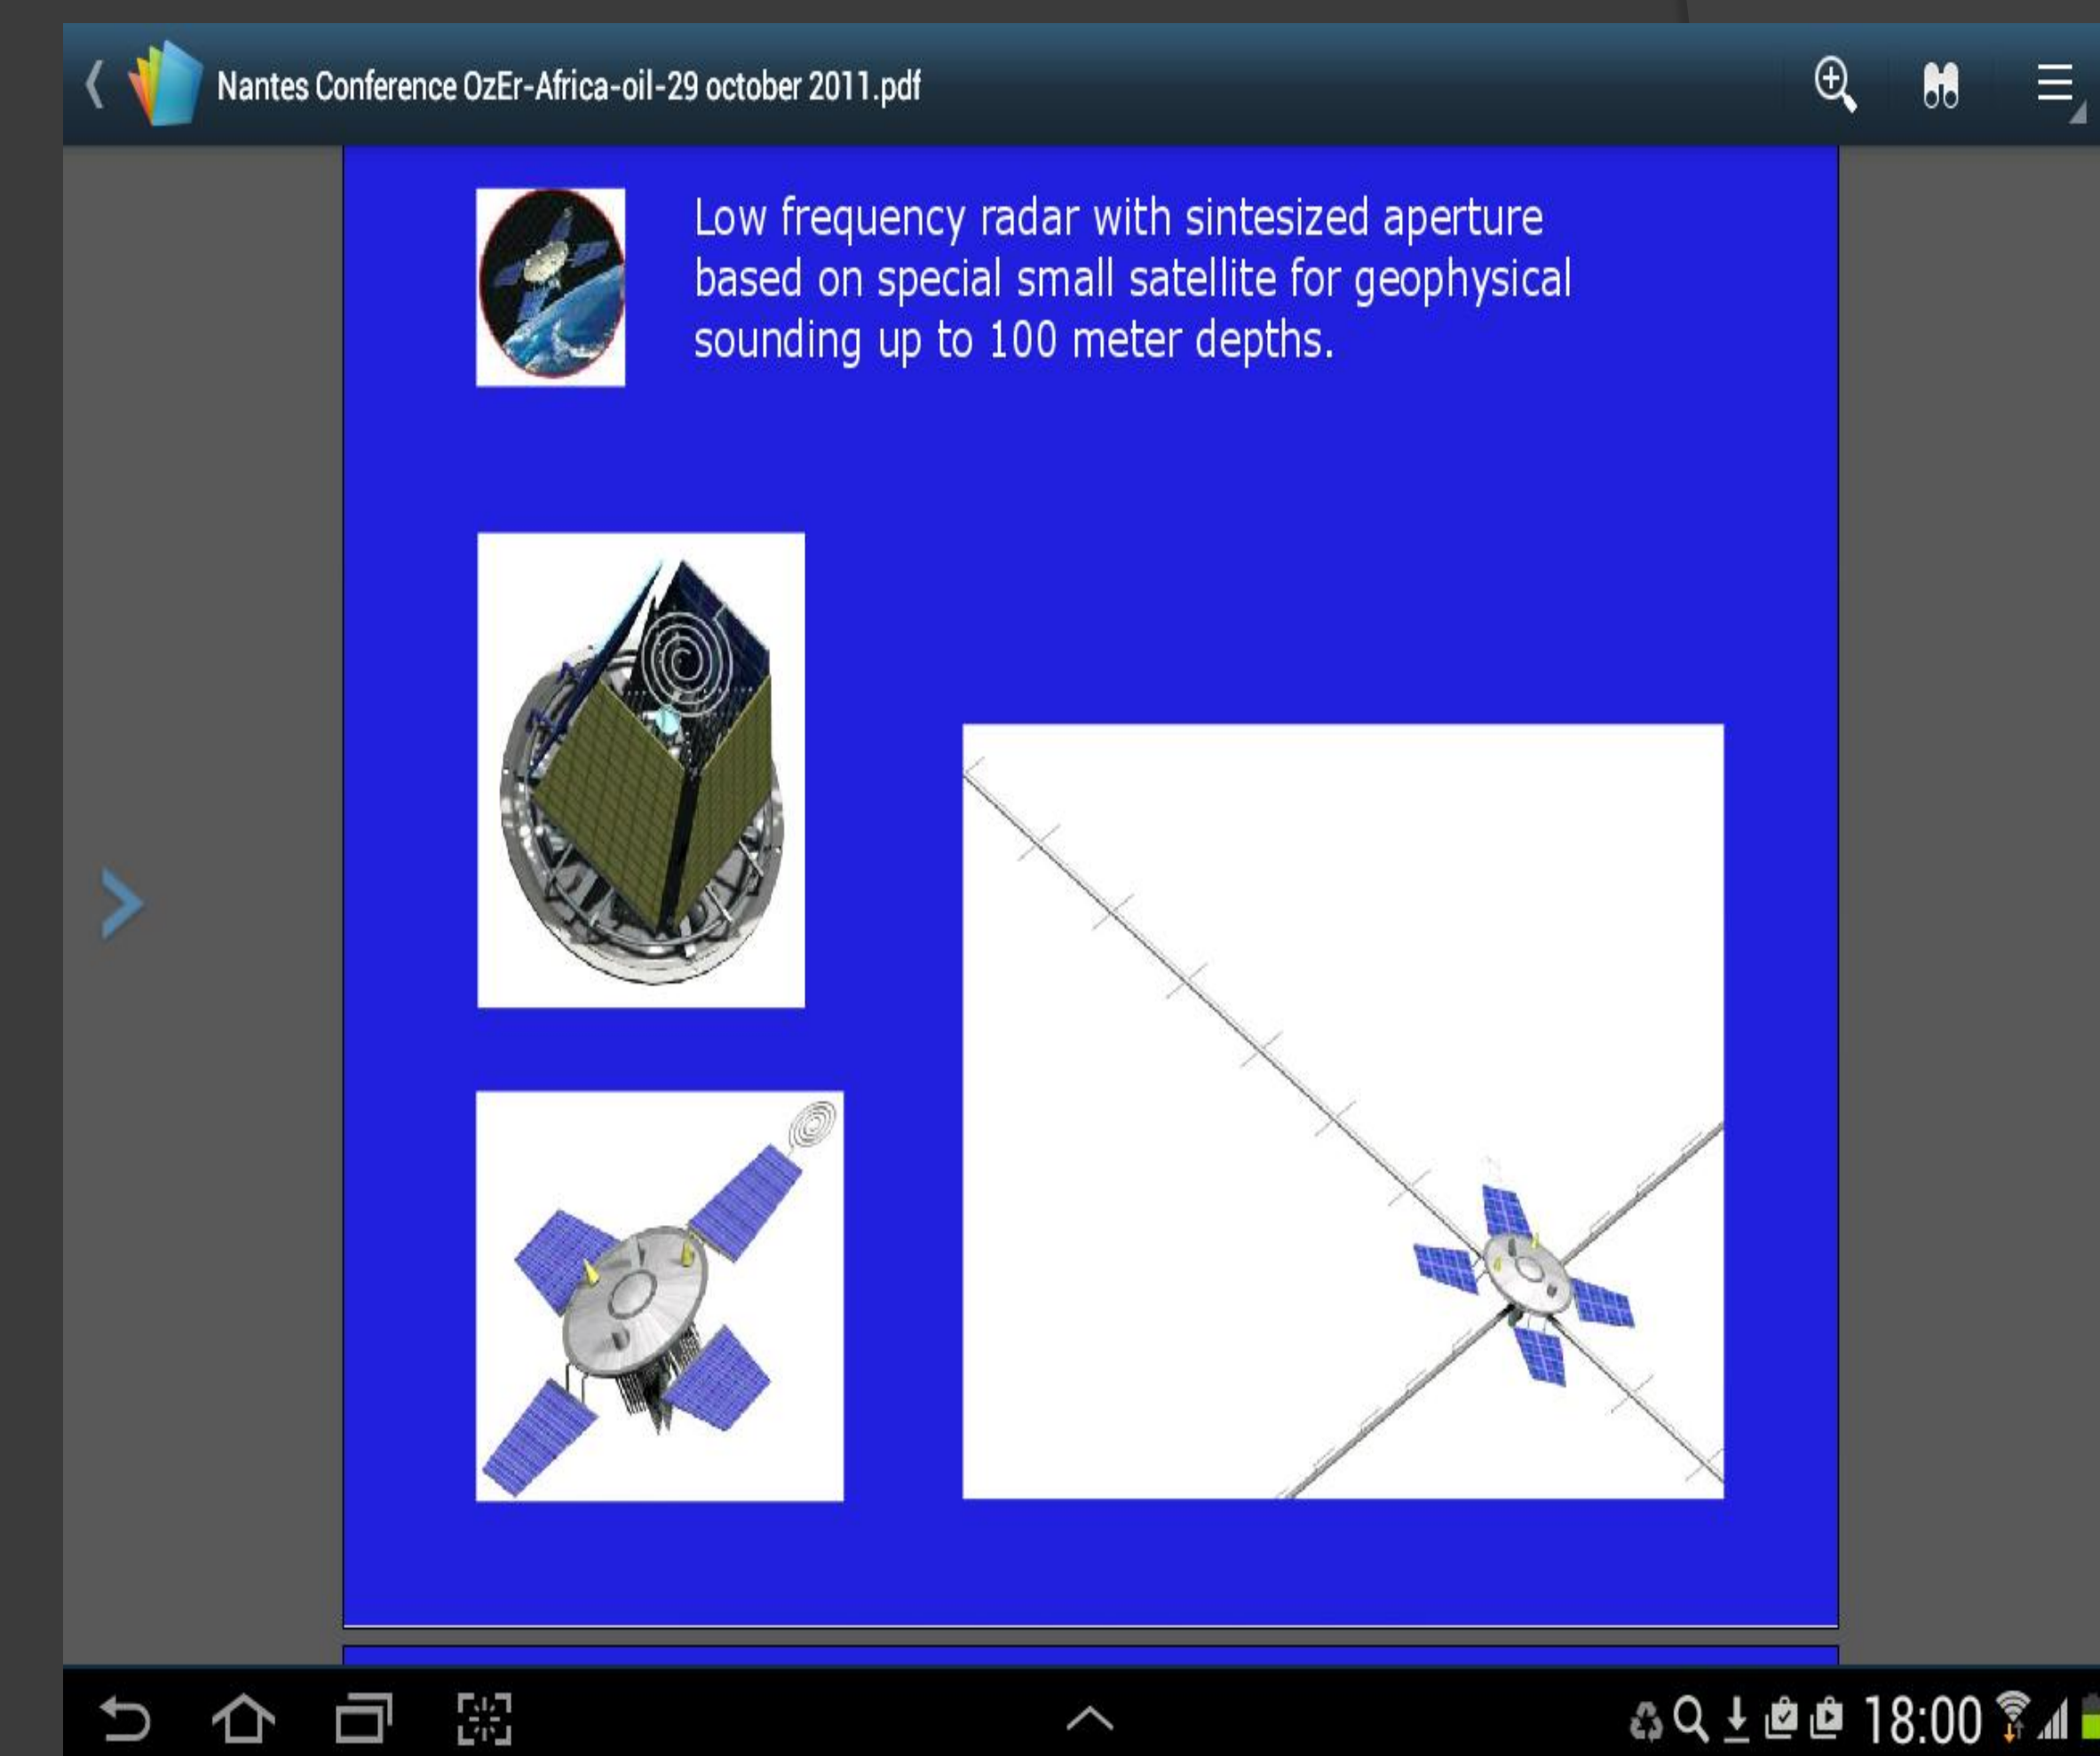 Nantes Conference OzEr-Africa-oil-29 october 2011.pdf
Low frequency radar with sintesized aperture
based on special small satellite for geophysical
sounding up to 100 meter depths.
18:00